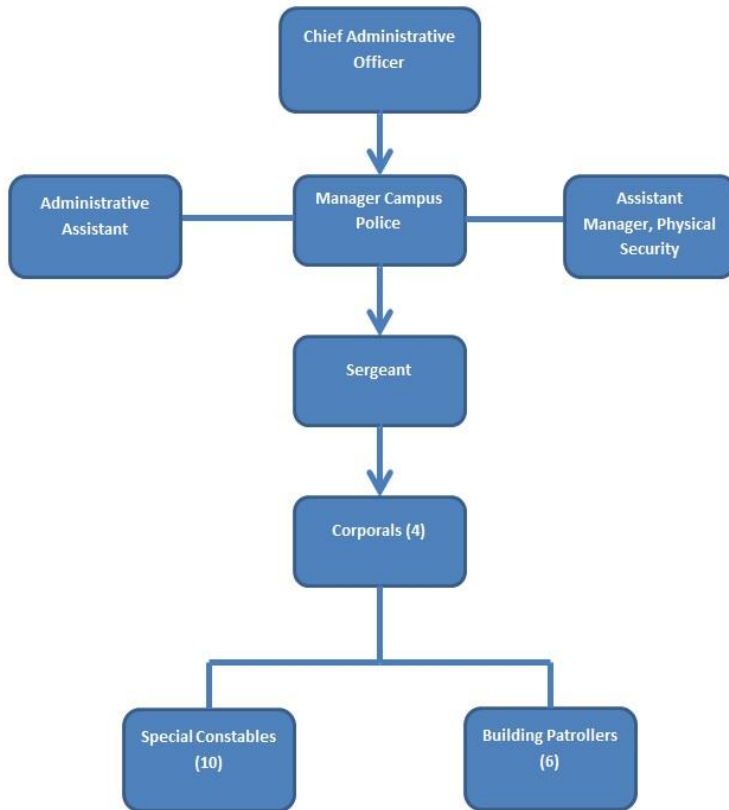 Chief Administrative
Officer
Administrative
Assistant
Manager Campus
Police
Assistant
Manager, Physical
Security
Sergeant
Corporals (4)
Special Constables
(10)
Building Patrollers
(6)